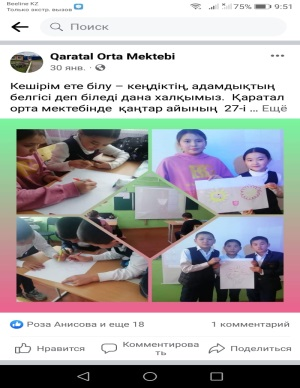 Beeline KZ
Только экстр. вызов
75%
9:51
Поиск
Qaratal Orta Mektebi
30 янв. ·
Кешірім ете білу – кеңдіктің, адамдықтың
белгісі деп біледі дана халқымыз. Қаратал
орта мектебінде қаңтар айының 27-і ... Ещё
Роза Анисова и еще 18
1 комментарий
Нравится
Комментировать
Поделиться